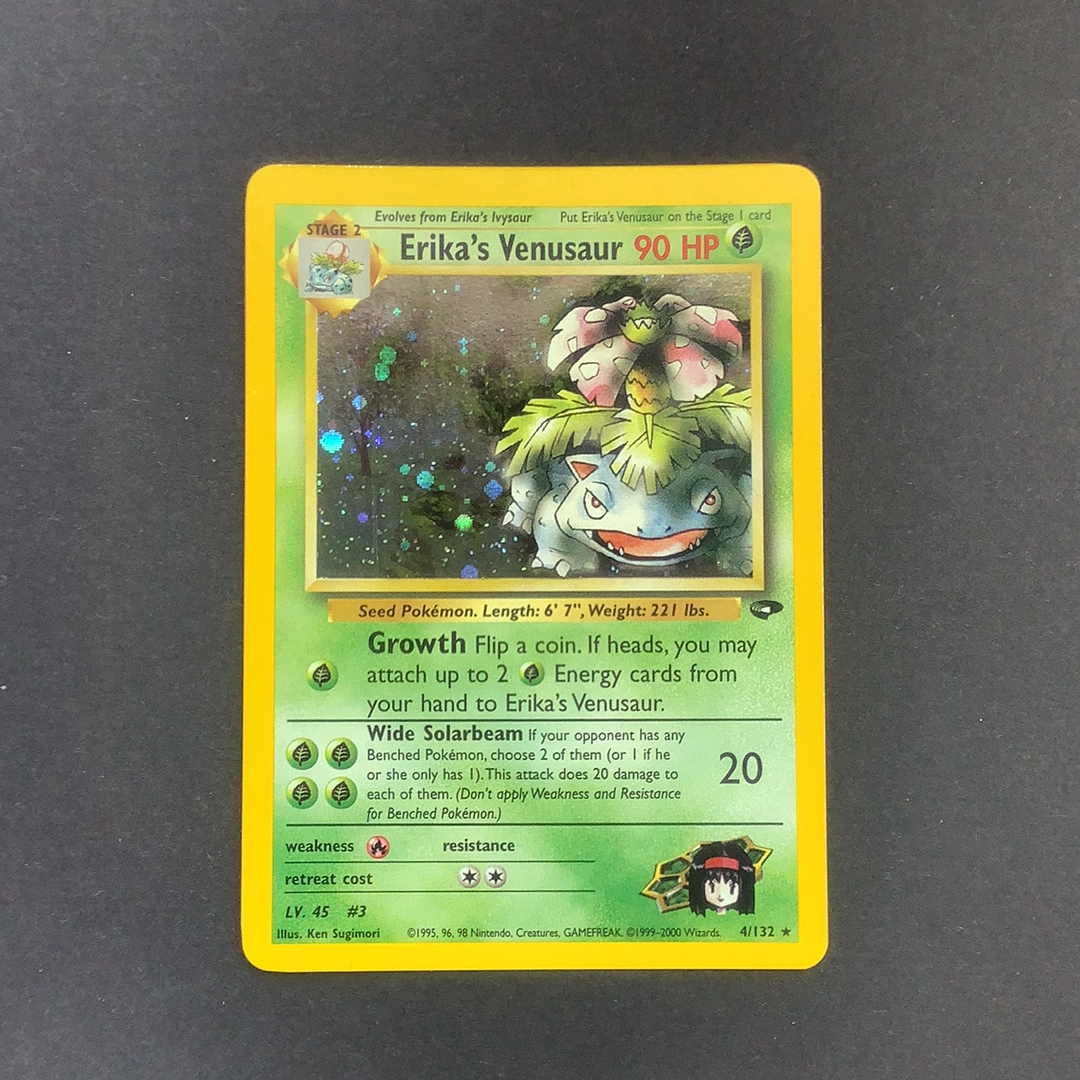 Evolves from Erika's Ivysaur Put Erika's Venusaur on the Stage 1 card
STAGE 2
Erika's Venusaur 90 HP
Seed Pokémon. Length: 6' 7", Weight: 221 lbs.
Growth Flip a coin. If heads, you may
attach up to 2 Energy cards from
your hand to Erika's Venusaur.
Wide Solarbeam If your opponent has any
Benched Pokémon, choose 2 of them (or 1 if he
or she only has 1). This attack does 20 damage to
each of them. (Don't apply Weakness and Resistance
for Benched Pokémon.)
20
weakness resistance
retreat cost
LV. 45 #3
Illus. Ken Sugimori ©1995, 96, 98 Nintendo, Creatures, GAMEFREAK. ©1999–2000 Wizards. 4/132 ★